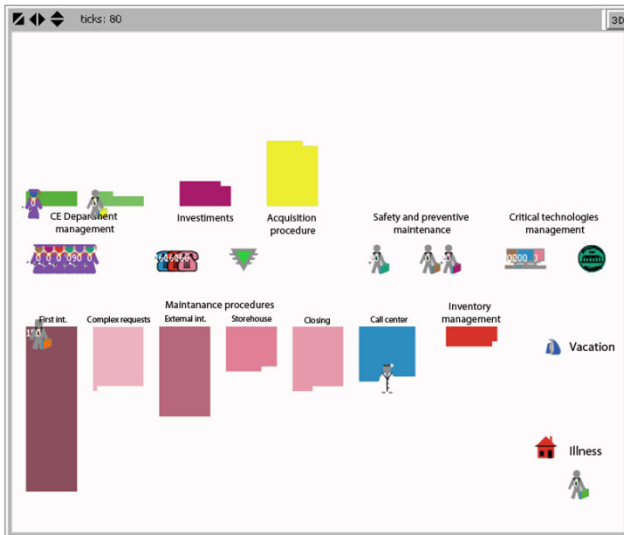 ticks: 80
3D
CE Department
management
Investiments
Acquisition
procedure
Safety and preventive
maintenance
Critical technologies
management
Maintanance procedures
First int.
Complex requests
External int.
Storehouse
Closing
Call center
Inventory
management
Vacation
Illness